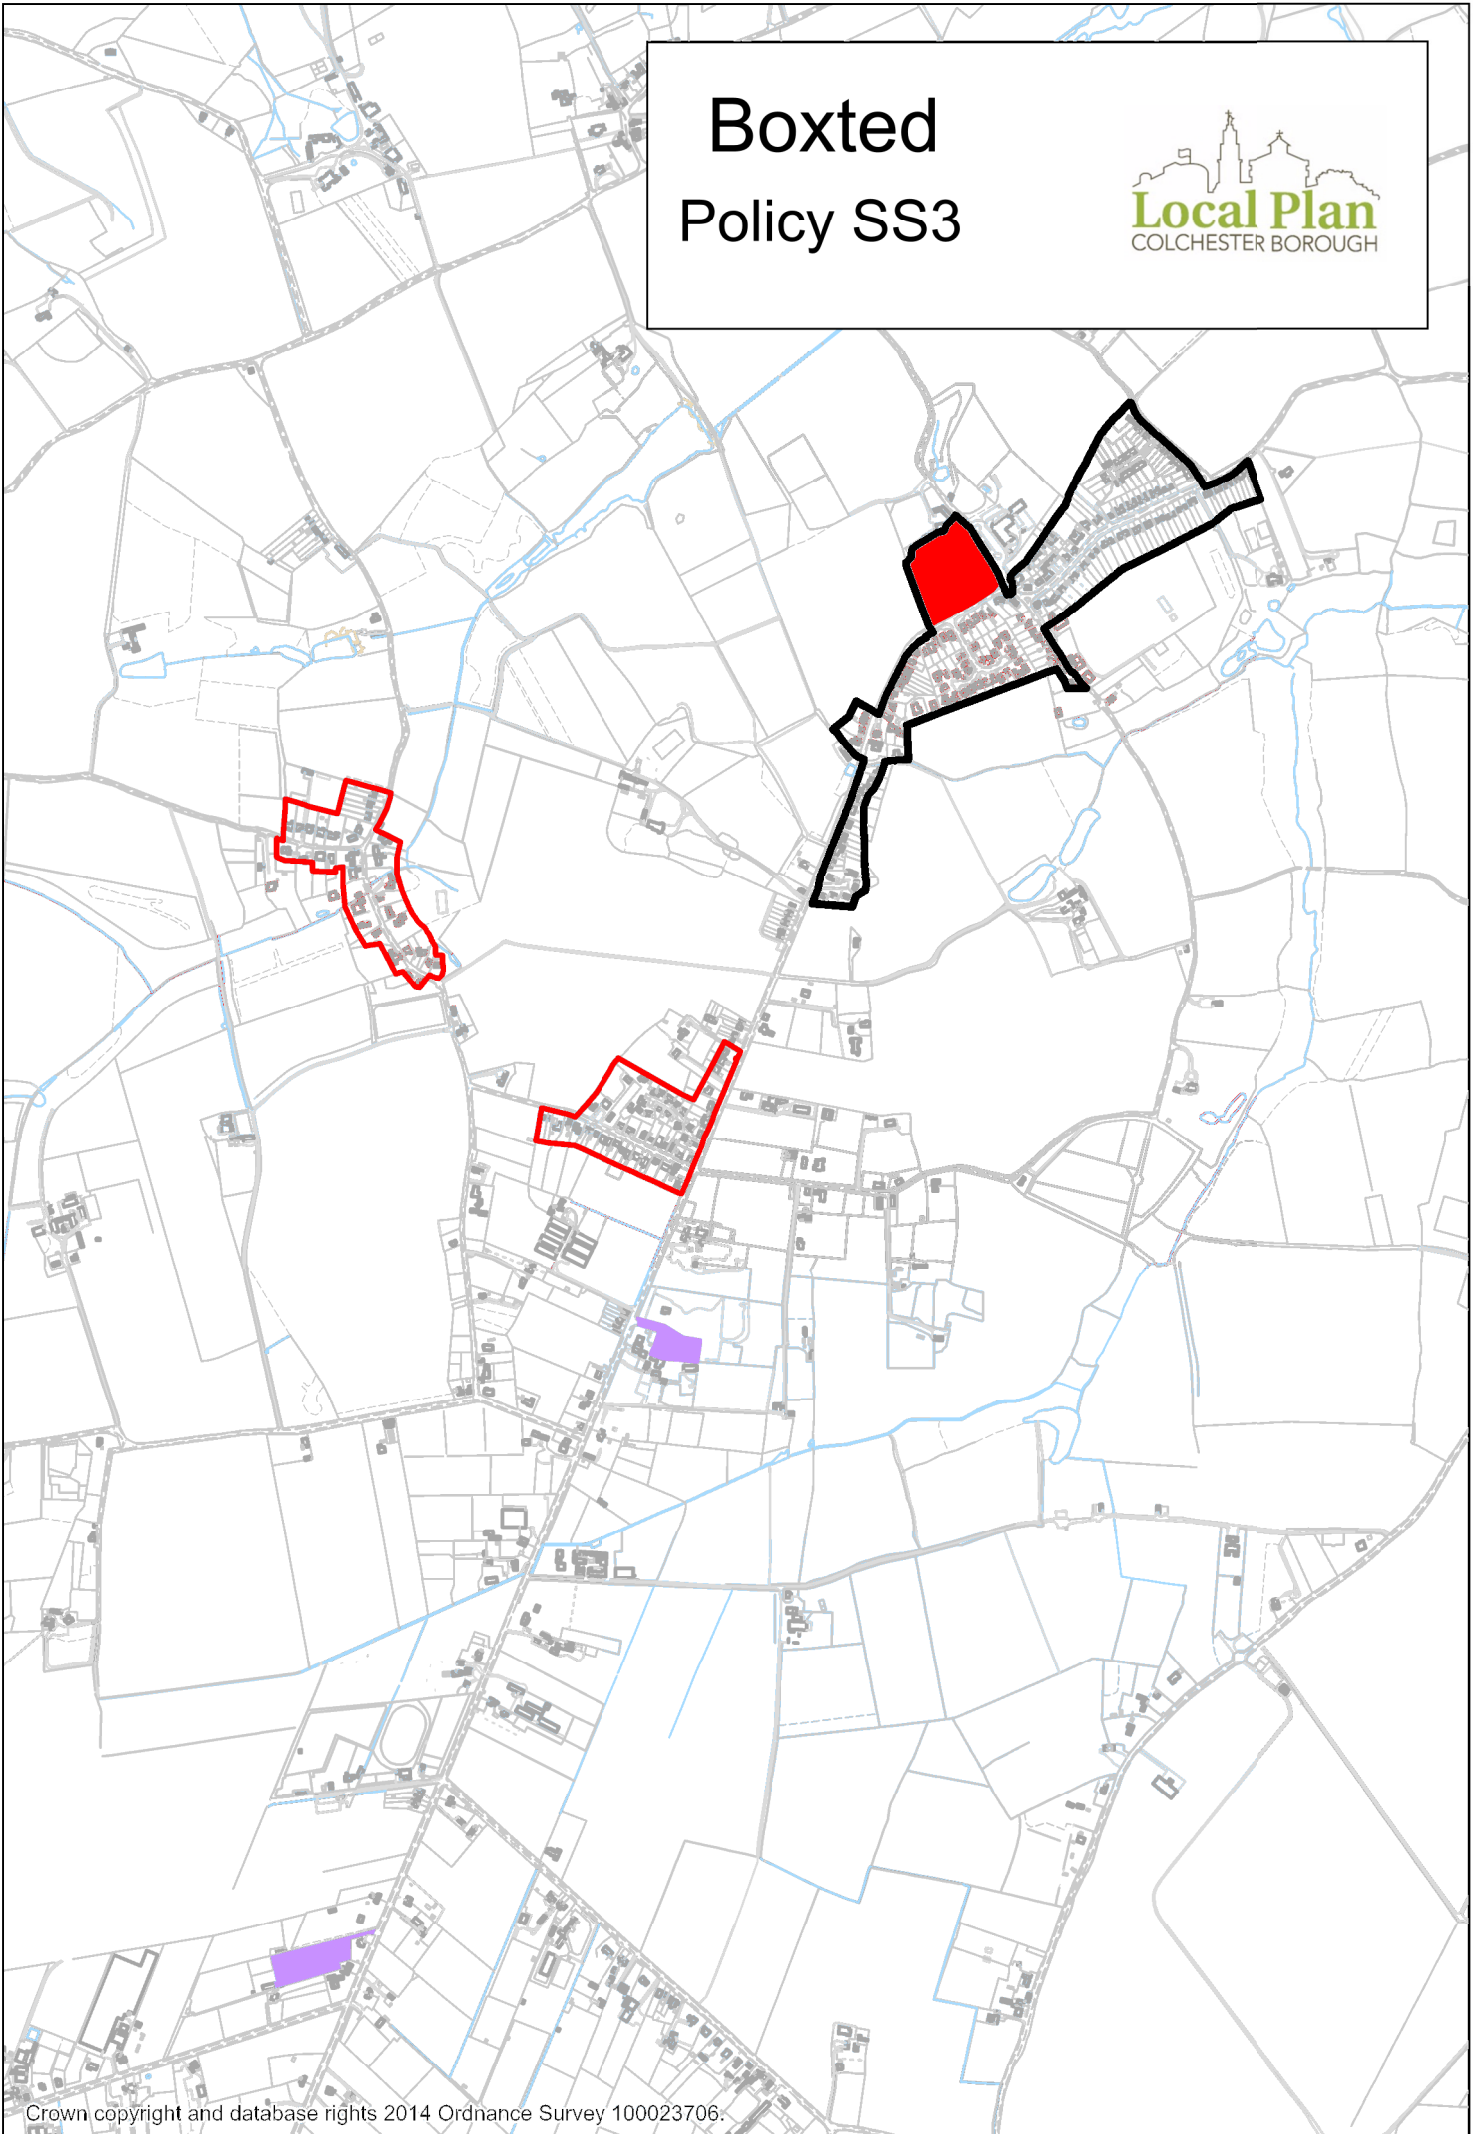 Boxted
Policy SS3
Local Plan
COLCHESTER BOROUGH
Crown copyright and database rights 2014 Ordnance Survey 100023706.